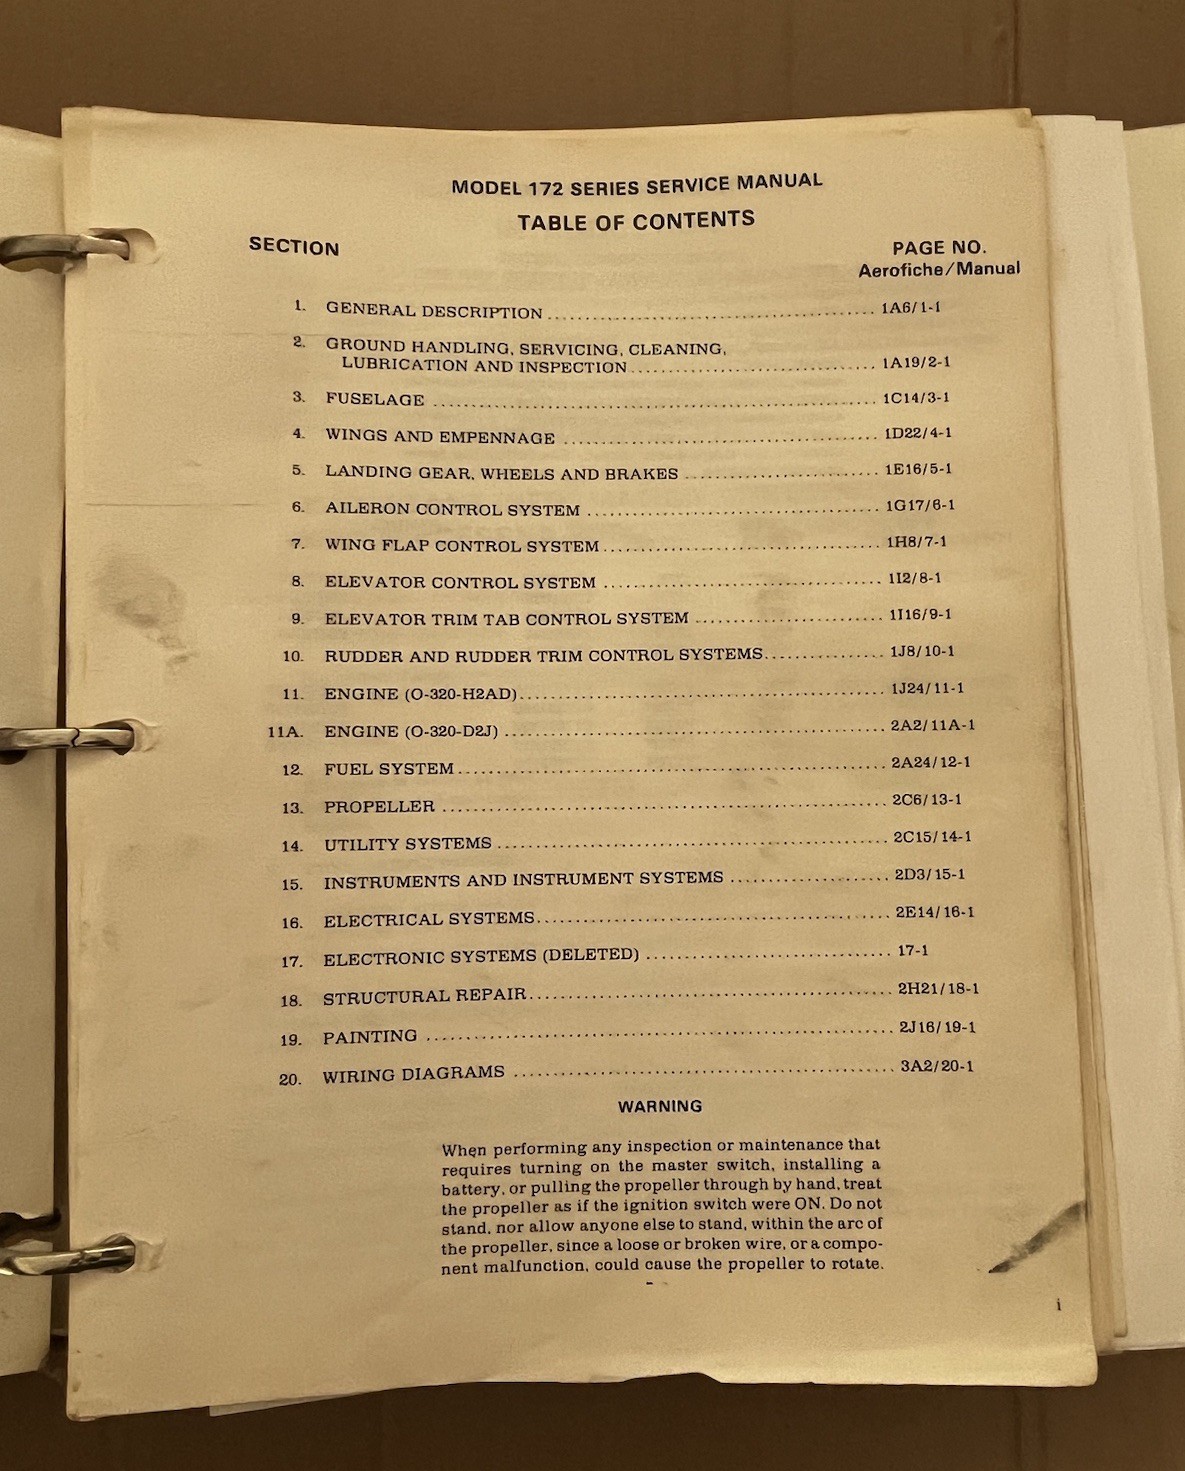 MODEL 172 SERIES SERVICE MANUAL
TABLE OF CONTENTS
SECTION PAGE NO.
Aerofiche/Manual
1. GENERAL DESCRIPTION ........ 1A6/1-1
2. GROUND HANDLING, SERVICING, CLEANING,
LUBRICATION AND INSPECTION ........ 1A19/2-1
3. FUSELAGE ........ 1C14/3-1
4. WINGS AND EMPENNAGE ........ 1D22/4-1
5. LANDING GEAR, WHEELS AND BRAKES ........ 1E16/5-1
6. AILERON CONTROL SYSTEM ........ 1G17/6-1
7. WING FLAP CONTROL SYSTEM ........ 1H8/7-1
8. ELEVATOR CONTROL SYSTEM ........ 1I2/8-1
9. ELEVATOR TRIM TAB CONTROL SYSTEM ........ 1I16/9-1
10. RUDDER AND RUDDER TRIM CONTROL SYSTEMS ........ 1J8/10-1
11. ENGINE (O-320-H2AD) ........ 1J24/11-1
11A. ENGINE (O-320-D2J) ........ 2A2/11A-1
12. FUEL SYSTEM ........ 2A24/12-1
13. PROPELLER ........ 2C6/13-1
14. UTILITY SYSTEMS ........ 2C15/14-1
15. INSTRUMENTS AND INSTRUMENT SYSTEMS ........ 2D3/15-1
16. ELECTRICAL SYSTEMS ........ 2E14/16-1
17. ELECTRONIC SYSTEMS (DELETED) ........ 17-1
18. STRUCTURAL REPAIR ........ 2H21/18-1
19. PAINTING ........ 2J16/19-1
20. WIRING DIAGRAMS ........ 3A2/20-1
WARNING
When performing any inspection or maintenance that
requires turning on the master switch, installing a
battery, or pulling the propeller through by hand, treat
the propeller as if the ignition switch were ON. Do not
stand, nor allow anyone else to stand, within the arc of
the propeller, since a loose or broken wire, or a compo-
nent malfunction, could cause the propeller to rotate.
i